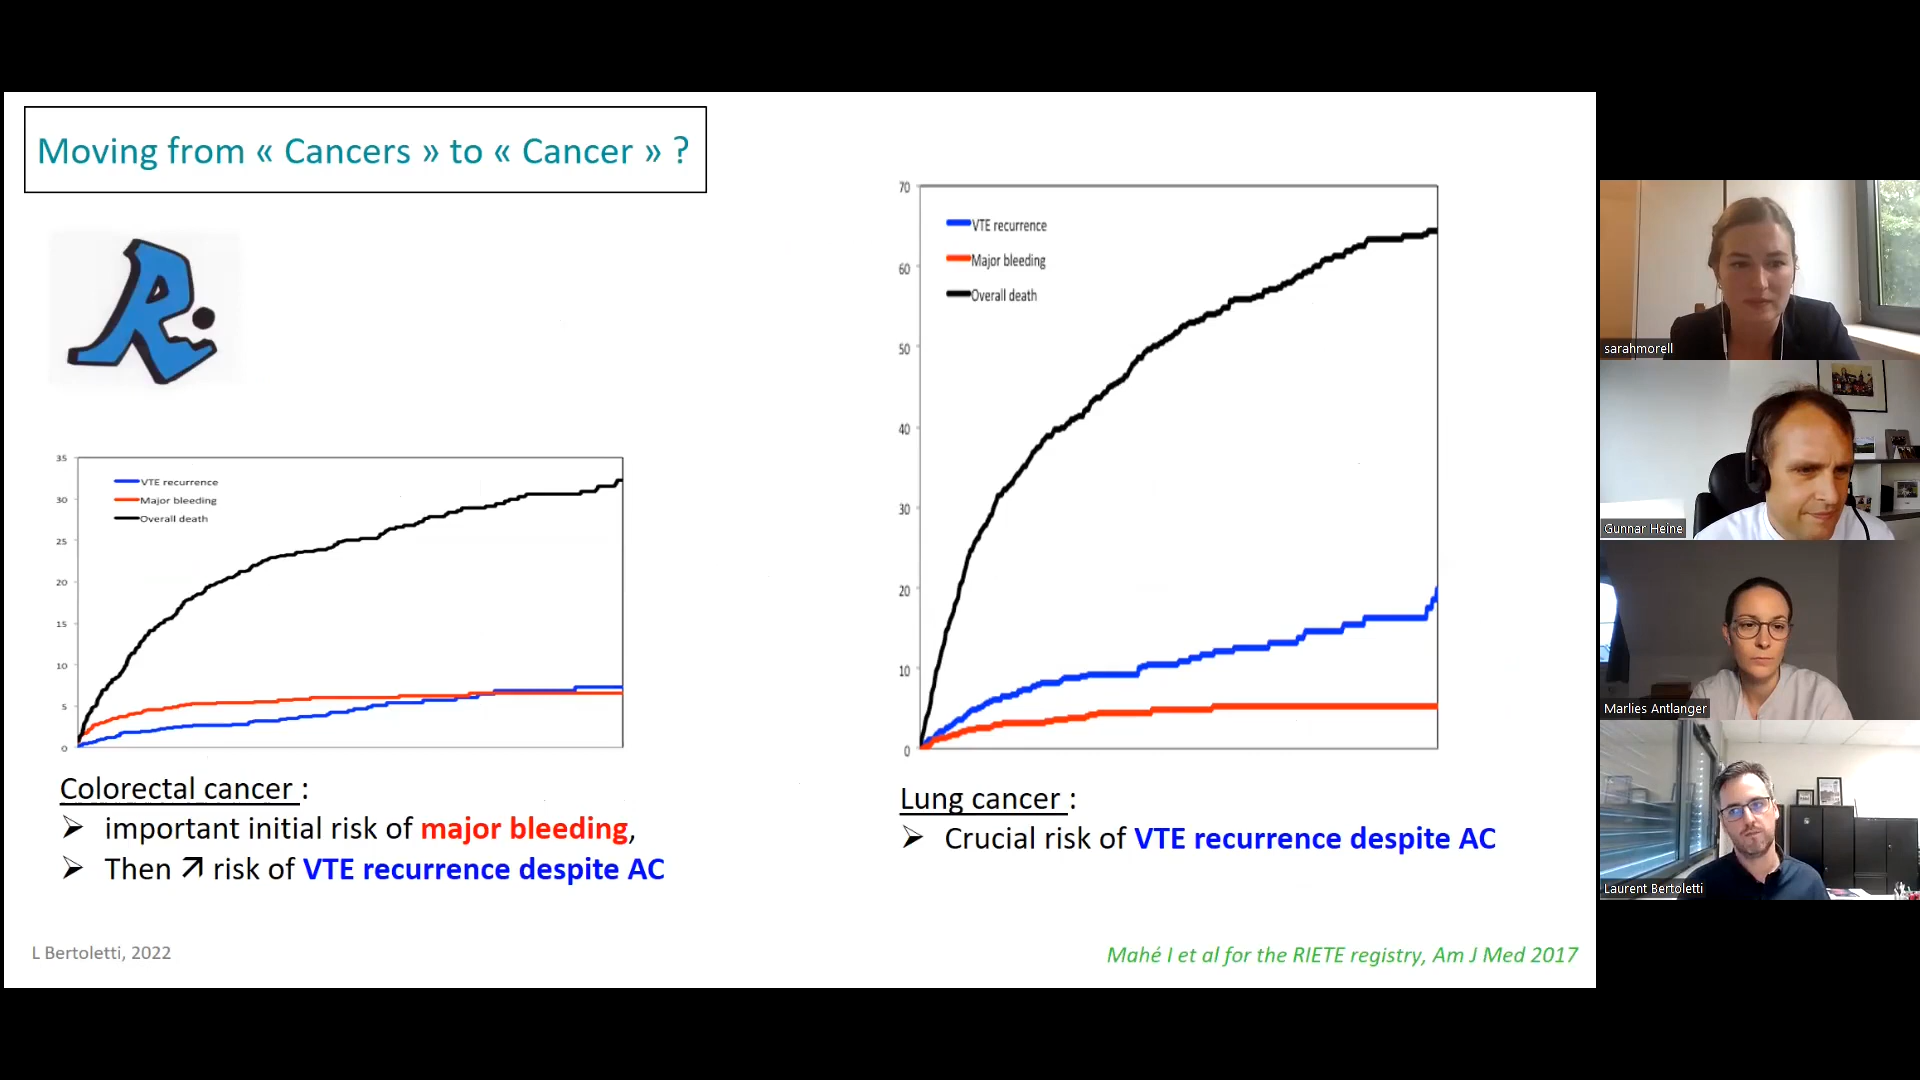 Moving from « Cancers » to « Cancer » ?
R
35
30
25
20
15
10
5
0
VTE recurrence
Major bleeding
Overall death
Colorectal cancer :
➢ important initial risk of major bleeding,
➢ Then ↗ risk of VTE recurrence despite AC
70
60
50
40
30
20
10
0
VTE recurrence
Major bleeding
Overall death
Lung cancer :
➢ Crucial risk of VTE recurrence despite AC
L Bertoletti, 2022
Mahé I et al for the RIETE registry, Am J Med 2017
sarahmorell
Gunnar Heine
Marlies Antlanger
Laurent Bertoletti